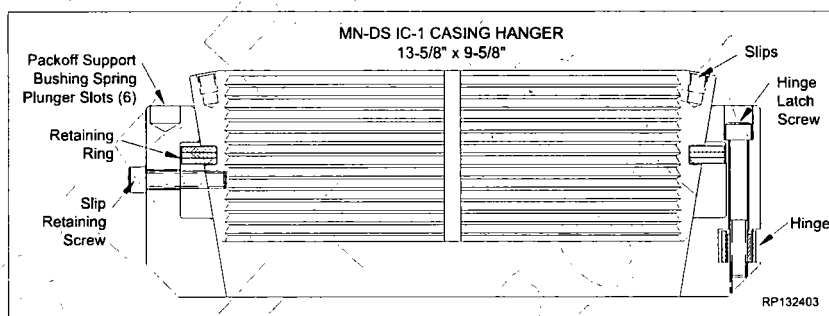 MN-DS IC-1 CASING HANGER
13-5/8" x 9-5/8"
Packoff Support
Bushing Spring
Plunger Slots (6)
Slips
Hinge
Latch
Screw
Retaining
Ring
Slip
Retaining
Screw
Hinge
RP132403